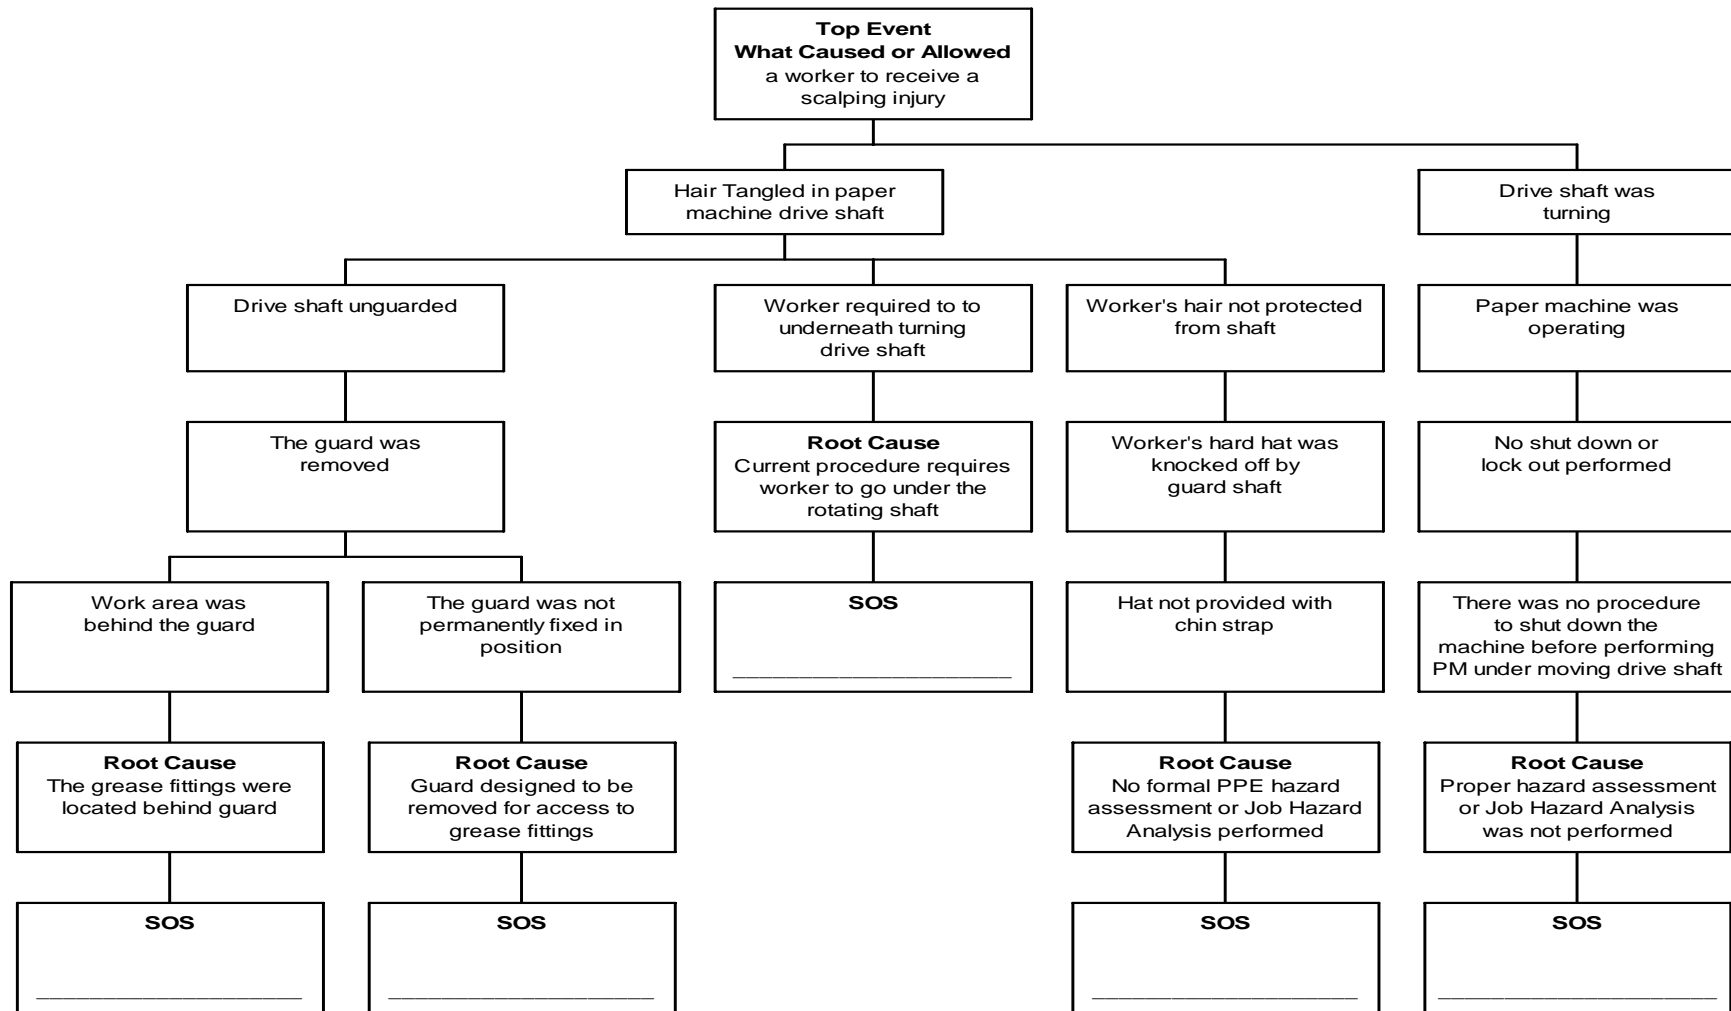 Top Event
What Caused or Allowed
a worker to receive a
scalping injury
Hair Tangled in paper
machine drive shaft
Drive shaft was
turning
Drive shaft unguarded
Worker required to to
underneath turning
drive shaft
Worker's hair not protected
from shaft
Paper machine was
operating
The guard was
removed
Root Cause
Current procedure requires
worker to go under the
rotating shaft
Worker's hard hat was
knocked off by
guard shaft
No shut down or
lock out performed
Work area was
behind the guard
The guard was not
permanently fixed in
position
SOS
_____________________
Hat not provided with
chin strap
There was no procedure
to shut down the
machine before performing
PM under moving drive shaft
Root Cause
The grease fittings were
located behind guard
Root Cause
Guard designed to be
removed for access to
grease fittings
Root Cause
No formal PPE hazard
assessment or Job Hazard
Analysis performed
Root Cause
Proper hazard assessment
or Job Hazard Analysis
was not performed
SOS
____________________
SOS
____________________
SOS
____________________
SOS
_____________________